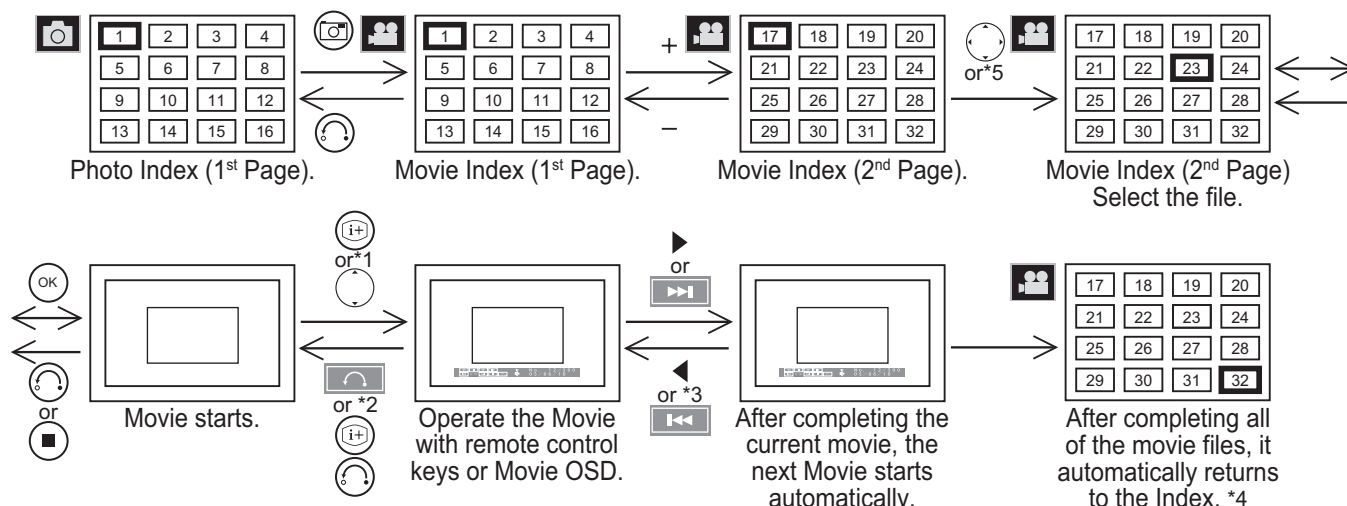 1 2 3 4
5 6 7 8
9 10 11 12
13 14 15 16
Photo Index (1st Page).
1 2 3 4
5 6 7 8
9 10 11 12
13 14 15 16
Movie Index (1st Page).
+
−
17 18 19 20
21 22 23 24
25 26 27 28
29 30 31 32
Movie Index (2nd Page).
or*5
17 18 19 20
21 22 23 24
25 26 27 28
29 30 31 32
Movie Index (2nd Page)
Select the file.
OK
or
Movie starts.
i+
or*1
or *2
i+
Operate the Movie
with remote control
keys or Movie OSD.
or
or *3
After completing the
current movie, the
next Movie starts
automatically.
17 18 19 20
21 22 23 24
25 26 27 28
29 30 31 32
After completing all
of the movie files, it
automatically returns
to the Index. *4